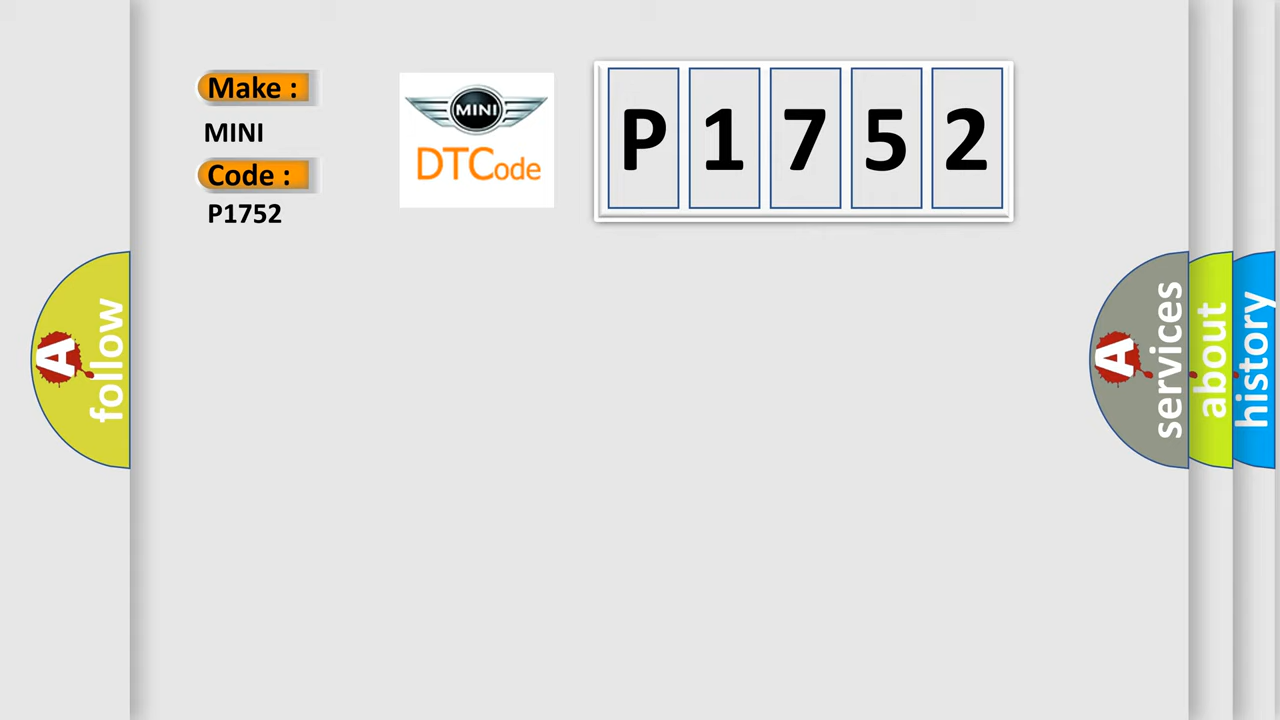 Make :
MINI
Code :
P1752
MINI
DTCode
P 1 7 5 2
A follow
A services
about
history